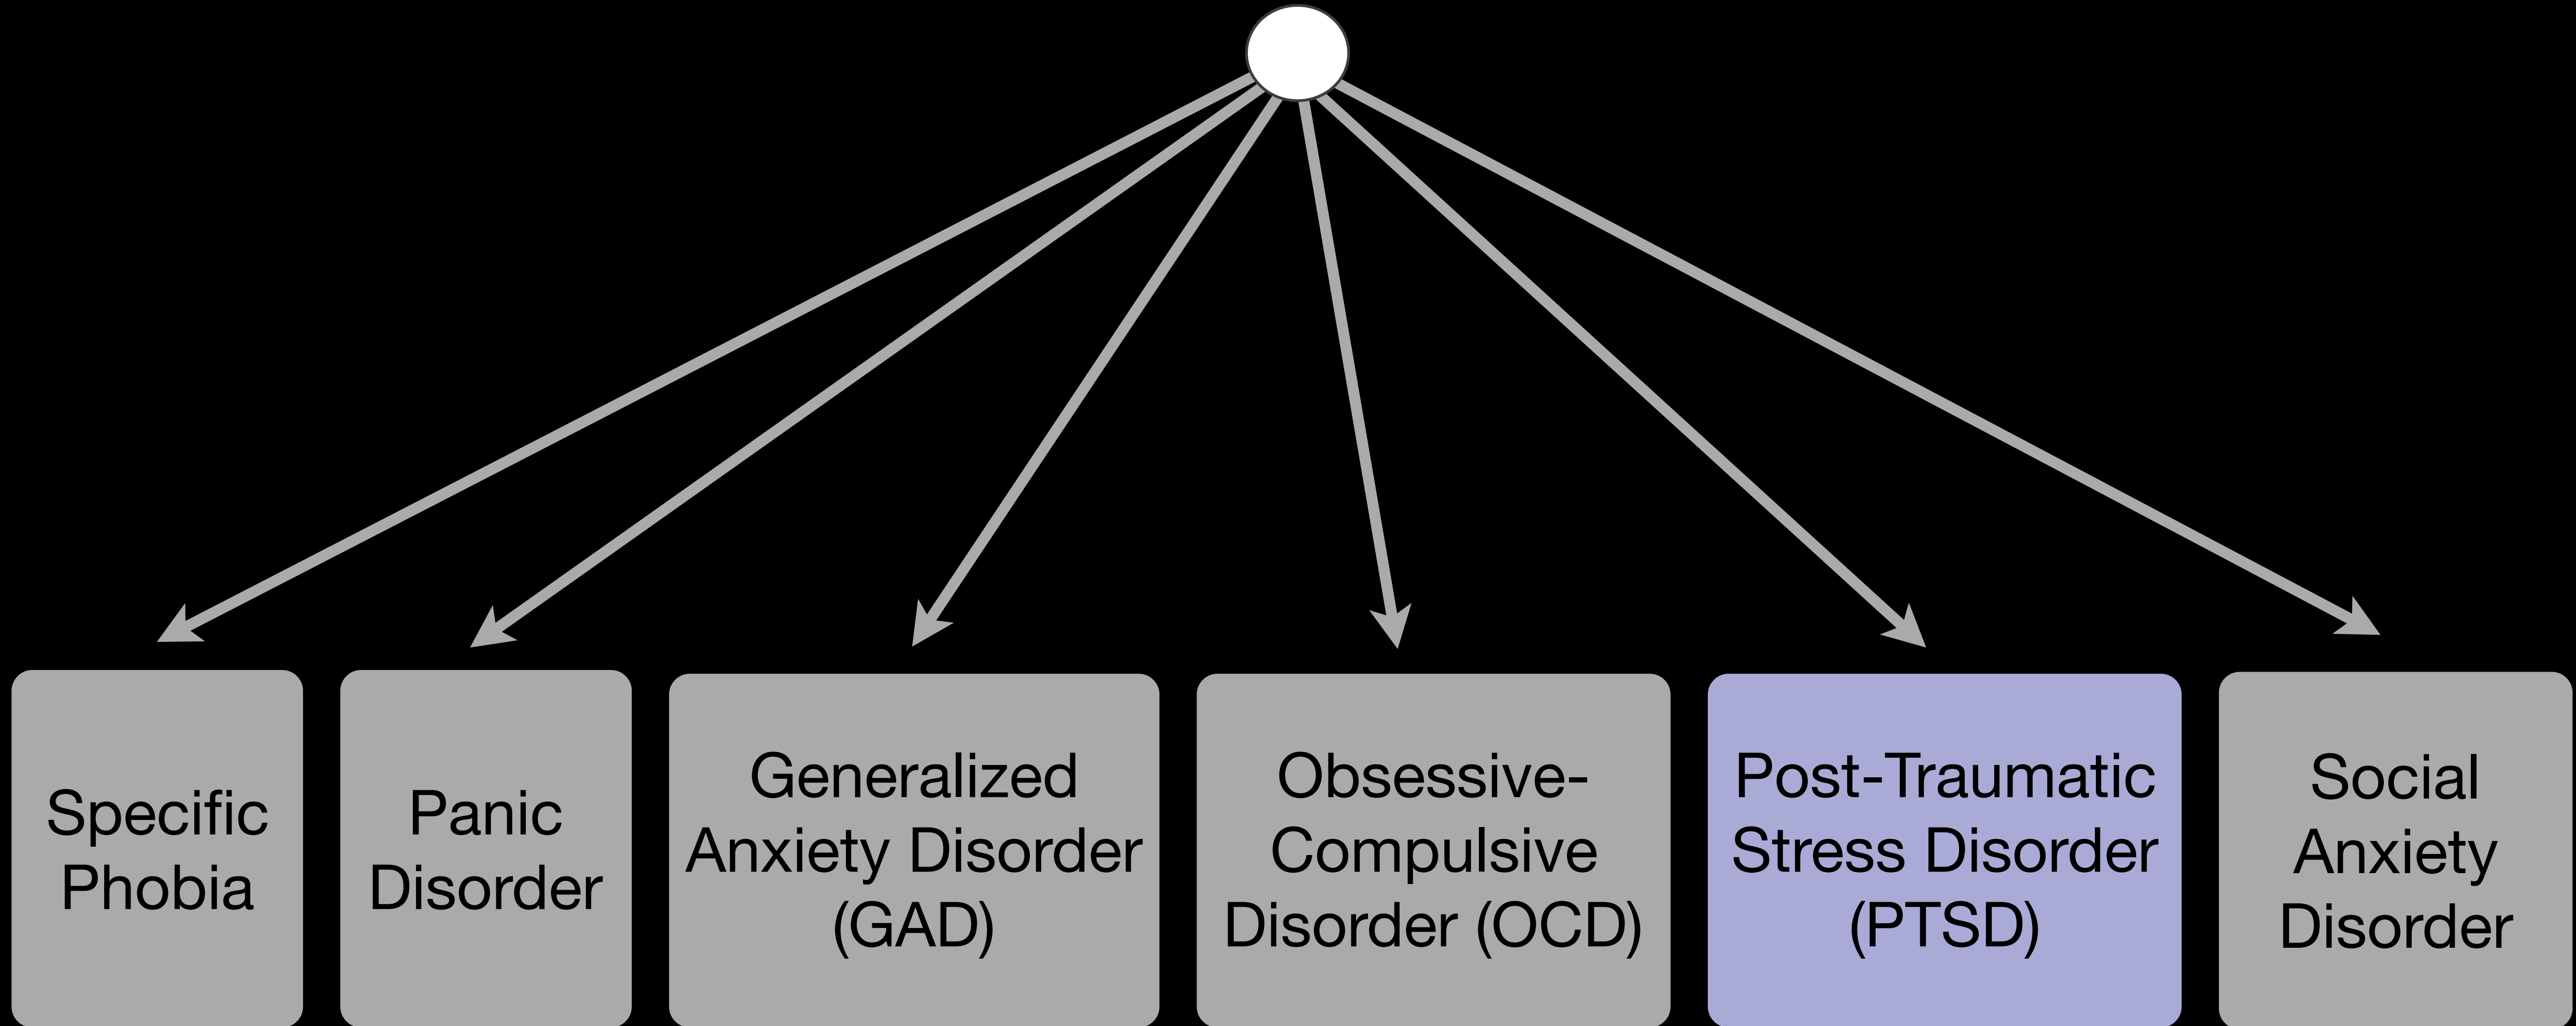 Specific
Phobia
Panic
Disorder
Generalized
Anxiety Disorder
(GAD)
Obsessive-
Compulsive
Disorder (OCD)
Post-Traumatic
Stress Disorder
(PTSD)
Social
Anxiety
Disorder